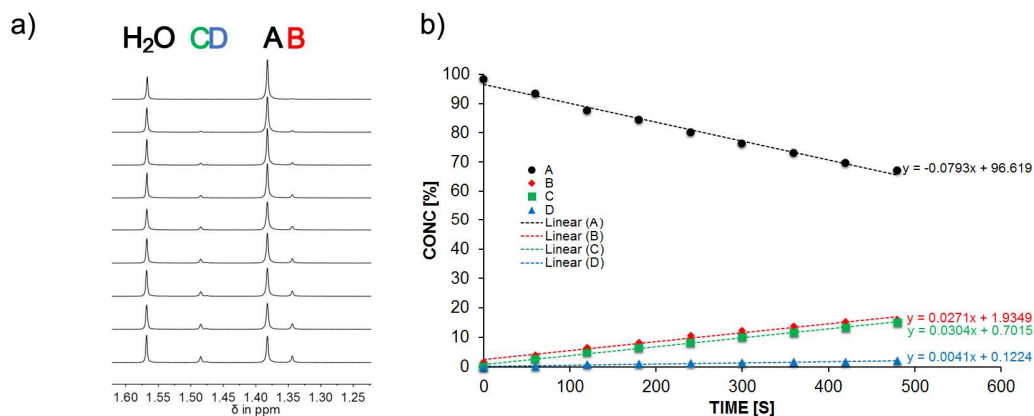 a)
H₂O CD A B
1.60 1.55 1.50 1.45 1.40 1.35 1.30 1.25
δ in ppm
b)
CONC [%]
100
90
80
70
60
50
40
30
20
10
0
A
B
C
D
Linear (A)
Linear (B)
Linear (C)
Linear (D)
y = -0.0793x + 96.619
y = 0.0271x + 1.9349
y = 0.0304x + 0.7015
y = 0.0041x + 0.1224
0 100 200 300 400 500 600
TIME [S]